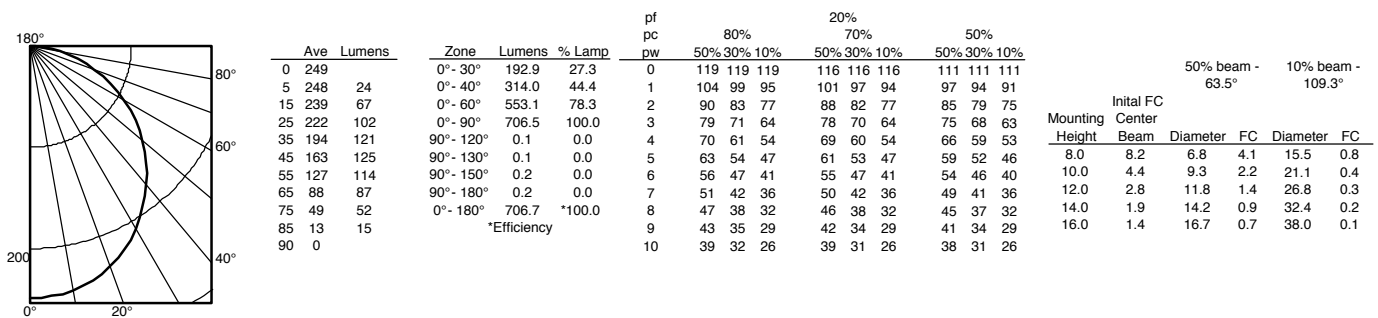 180°
80°
60°
200
40°
0° 20°
Ave Lumens
0 249
5 248 24
15 239 67
25 222 102
35 194 121
45 163 125
55 127 114
65 88 87
75 49 52
85 13 15
90 0
Zone Lumens % Lamp
0°- 30° 192.9 27.3
0°- 40° 314.0 44.4
0°- 60° 553.1 78.3
0°- 90° 706.5 100.0
90°- 120° 0.1 0.0
90°- 130° 0.1 0.0
90°- 150° 0.2 0.0
90°- 180° 0.2 0.0
0°- 180° 706.7 *100.0
*Efficiency
pf 20%
pc 80% 70% 50%
pw 50% 30% 10% 50% 30% 10% 50% 30% 10%
0 119 119 119 116 116 116 111 111 111
1 104 99 95 101 97 94 97 94 91
2 90 83 77 88 82 77 85 79 75
3 79 71 64 78 70 64 75 68 63
4 70 61 54 69 60 54 66 59 53
5 63 54 47 61 53 47 59 52 46
6 56 47 41 55 47 41 54 46 40
7 51 42 36 50 42 36 49 41 36
8 47 38 32 46 38 32 45 37 32
9 43 35 29 42 34 29 41 34 29
10 39 32 26 39 31 26 38 31 26
50% beam - 10% beam -
63.5° 109.3°
Inital FC
Mounting Center
Height Beam Diameter FC Diameter FC
8.0 8.2 6.8 4.1 15.5 0.8
10.0 4.4 9.3 2.2 21.1 0.4
12.0 2.8 11.8 1.4 26.8 0.3
14.0 1.9 14.2 0.9 32.4 0.2
16.0 1.4 16.7 0.7 38.0 0.1